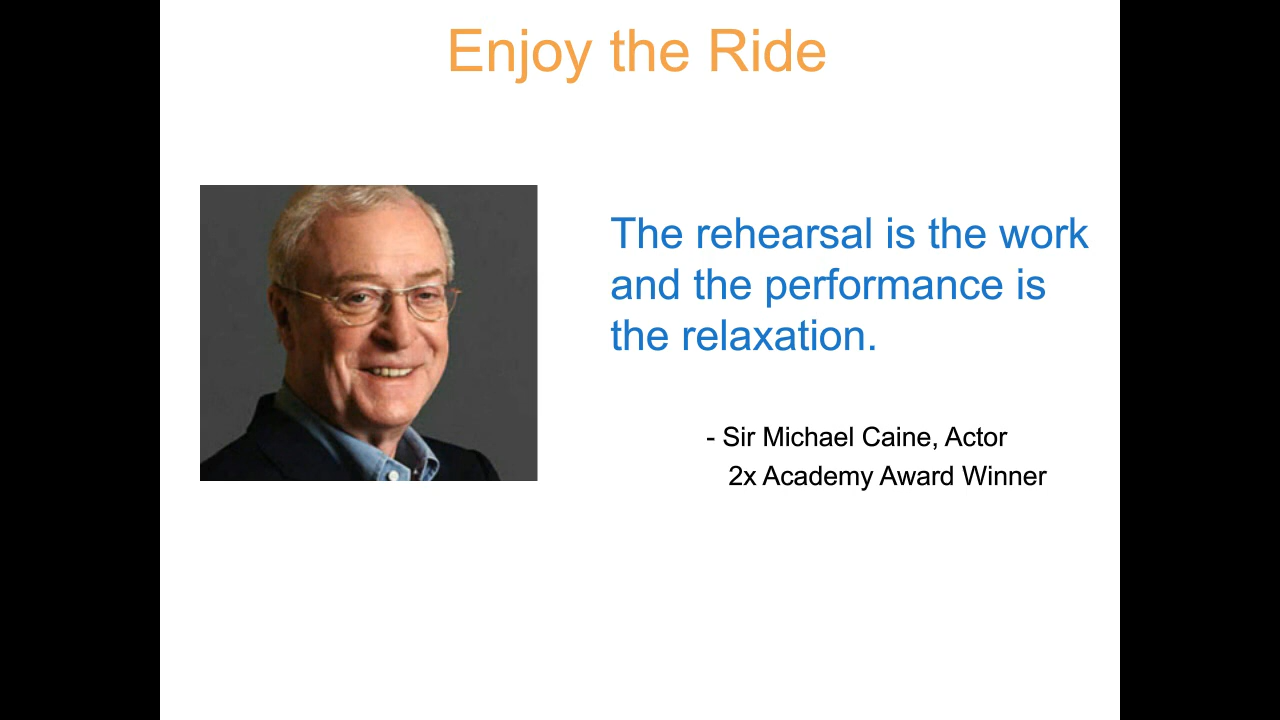 Enjoy the Ride
The rehearsal is the work
and the performance is
the relaxation.
- Sir Michael Caine, Actor
2x Academy Award Winner